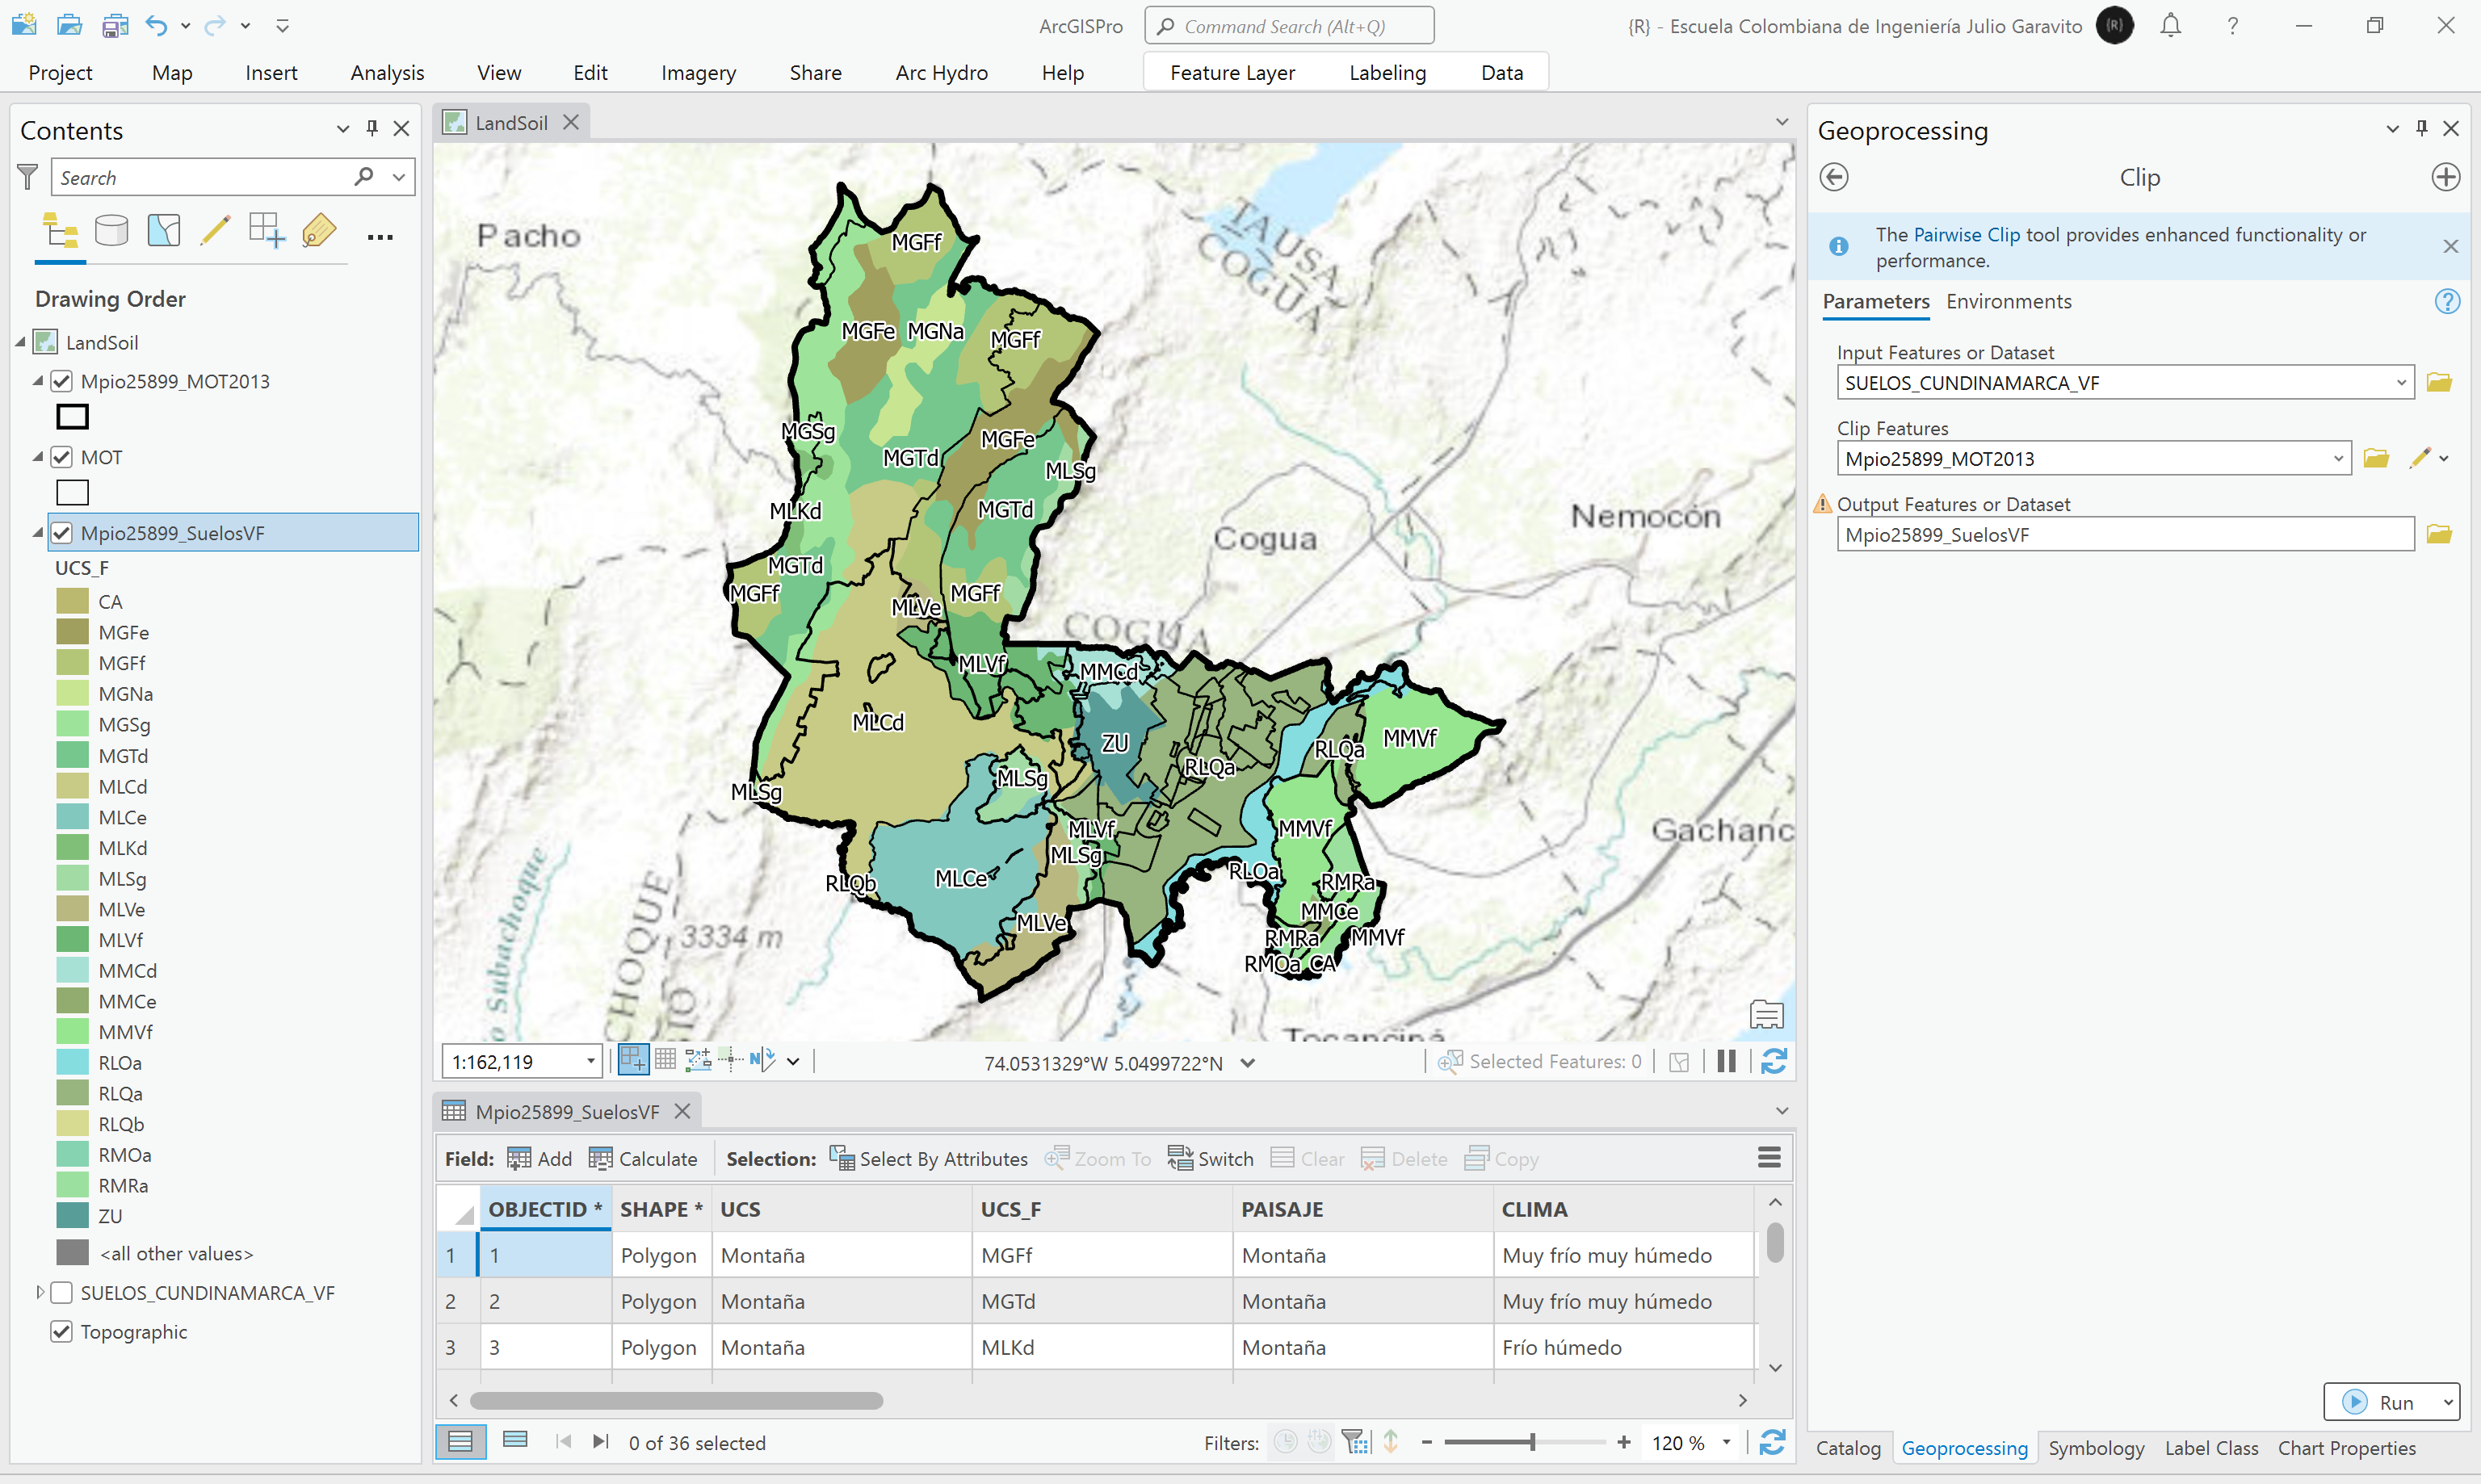 ArcGISPro
Command Search (Alt+Q)
{R} - Escuela Colombiana de Ingeniería Julio Garavito
{R}
Project Map Insert Analysis View Edit Imagery Share Arc Hydro Help Feature Layer Labeling Data
Contents
Search
Drawing Order
LandSoil
Mpio25899_MOT2013
MOT
Mpio25899_SuelosVF
UCS_F
CA
MGFe
MGFf
MGNa
MGSg
MGTd
MLCd
MLCe
MLKd
MLSg
MLVe
MLVf
MMCd
MMCe
MMVf
RLOa
RLQa
RLQb
RMOa
RMRa
ZU
<all other values>
SUELOS_CUNDINAMARCA_VF
Topographic
LandSoil
Pacho
TAUSA
COGUA
MGFf
MGFe MGNa
MGFf
MGSg
MGFe
MGTd
MLSg
MLKd
MGTd
Nemocón
Cogua
MGTd
MGFf
MGFf
MLVe
COGUA
MLVf
MMCd
MLCd
ZU
RLQa
MMVf
RLQa
MLSg
MLSg
MLVf
MMVf
Gachanc
MLSg
RLQb
MLCe
RLOa
RMRa
MMCe
MLVe
RMRa
MMVf
RMOa CA
3334 m
o Subachoque
CHOQUE
IO
Tocancipá
1:162,119
74.0531329°W 5.0499722°N
Selected Features: 0
Mpio25899_SuelosVF
Field: Add Calculate Selection: Select By Attributes Zoom To Switch Clear Delete Copy
OBJECTID * SHAPE * UCS UCS_F PAISAJE CLIMA
1 1 Polygon Montaña MGFf Montaña Muy frío muy húmedo
2 2 Polygon Montaña MGTd Montaña Muy frío muy húmedo
3 3 Polygon Montaña MLKd Montaña Frío húmedo
0 of 36 selected
Filters:
120 %
Geoprocessing
Clip
The Pairwise Clip tool provides enhanced functionality or
performance.
Parameters Environments
Input Features or Dataset
SUELOS_CUNDINAMARCA_VF
Clip Features
Mpio25899_MOT2013
Output Features or Dataset
Mpio25899_SuelosVF
Run
Catalog Geoprocessing Symbology Label Class Chart Properties